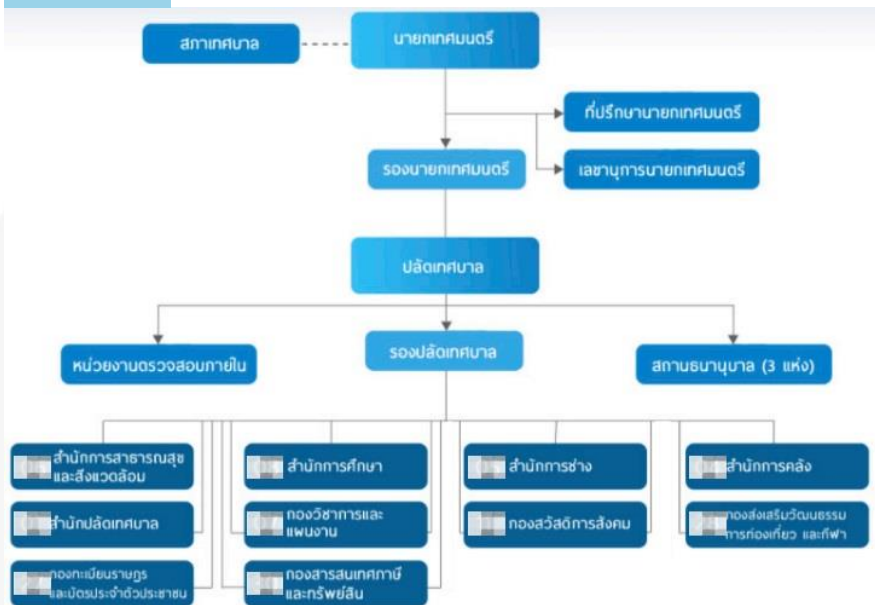 สภาเทศบาล
นายกเทศมนตรี
ที่ปรึกษานายกเทศมนตรี
รองนายกเทศมนตรี
เลขานุการนายกเทศมนตรี
ปลัดเทศบาล
หน่วยงานตรวจสอบภายใน
รองปลัดเทศบาล
สถานธนานุบาล (3 แห่ง)
สำนักการสาธารณสุข
และสิ่งแวดล้อม
สำนักการศึกษา
สำนักการช่าง
สำนักการคลัง
สำนักปลัดเทศบาล
กองวิชาการและ
แผนงาน
กองสวัสดิการสังคม
กองส่งเสริมวัฒนธรรม
การท่องเที่ยว และกีฬา
กองทะเบียนราษฎร
และบัตรประจำตัวประชาชน
กองสารสนเทศภาษี
และทรัพย์สิน